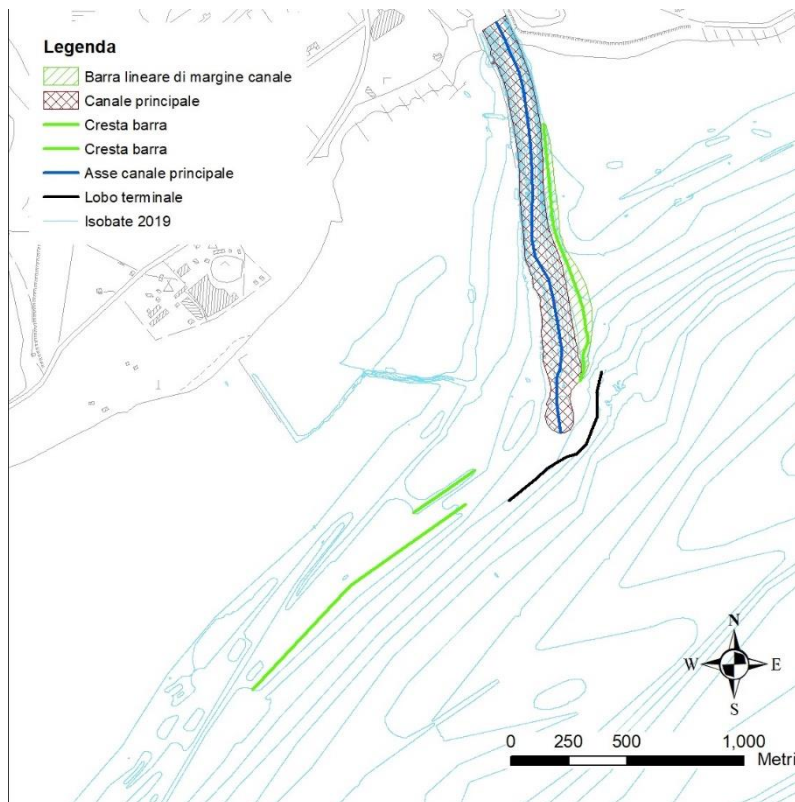 Legenda
Barra lineare di margine canale
Canale principale
Cresta barra
Cresta barra
Asse canale principale
Lobo terminale
Isobate 2019
N
W E
S
0 250 500 1,000
Metri